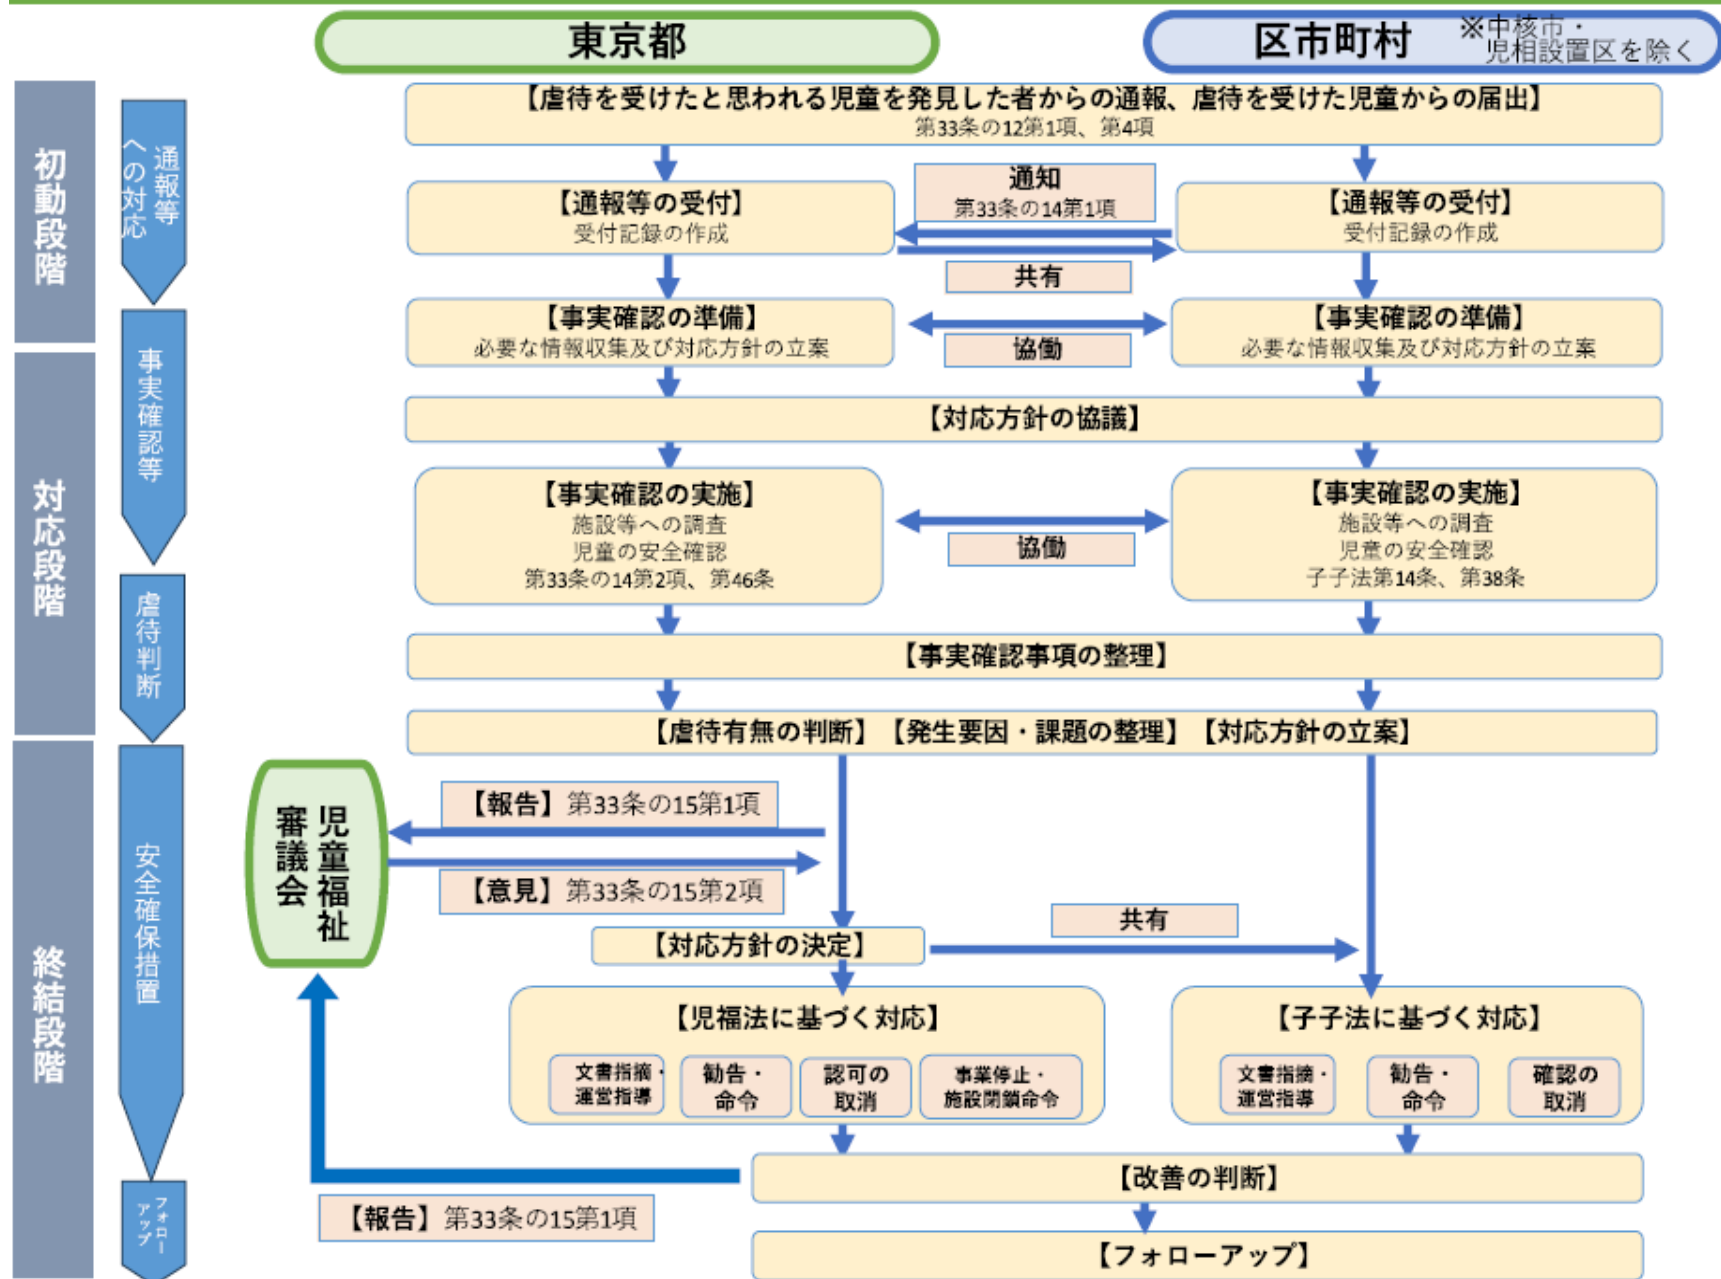 東京都
区市町村
※中核市・
児相設置区を除く
初動段階
対応段階
終結段階
通報等
への対応
事実確認等
虐待判断
安全確保措置
フォロー
アップ
【虐待を受けたと思われる児童を発見した者からの通報、虐待を受けた児童からの届出】
第33条の12第1項、第4項
【通報等の受付】
受付記録の作成
通知
第33条の14第1項
共有
【通報等の受付】
受付記録の作成
【事実確認の準備】
必要な情報収集及び対応方針の立案
協働
【事実確認の準備】
必要な情報収集及び対応方針の立案
【対応方針の協議】
【事実確認の実施】
施設等への調査
児童の安全確認
第33条の14第2項、第46条
協働
【事実確認の実施】
施設等への調査
児童の安全確認
子子法第14条、第38条
【事実確認事項の整理】
【虐待有無の判断】【発生要因・課題の整理】【対応方針の立案】
児童福祉
審議会
【報告】第33条の15第1項
【意見】第33条の15第2項
【対応方針の決定】
共有
【児福法に基づく対応】
文書指摘・
運営指導
勧告・
命令
認可の
取消
事業停止・
施設閉鎖命令
【子子法に基づく対応】
文書指摘・
運営指導
勧告・
命令
確認の
取消
【改善の判断】
【報告】第33条の15第1項
【フォローアップ】